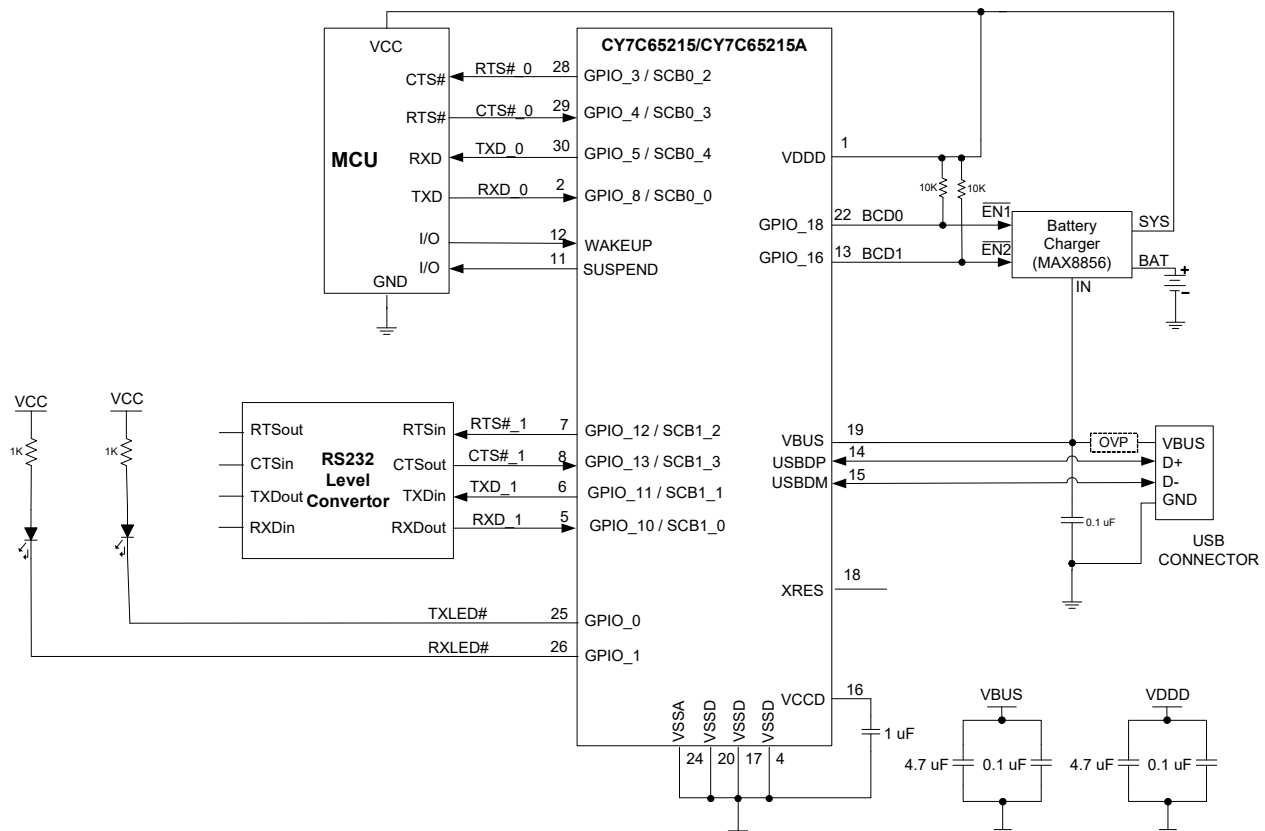 CY7C65215/CY7C65215A
VCC
CTS#
RTS#
MCU
RXD
TXD
I/O
I/O
GND
RTS#_0
CTS#_0
TXD_0
RXD_0
28
29
30
2
12
11
GPIO_3 / SCB0_2
GPIO_4 / SCB0_3
GPIO_5 / SCB0_4
GPIO_8 / SCB0_0
WAKEUP
SUSPEND
VDDD
1
10K
10K
GPIO_18
22
BCD0
EN1
GPIO_16
13
BCD1
EN2
Battery
Charger
(MAX8856)
SYS
BAT
+
-
IN
VCC
VCC
1K
1K
RTSout
CTSin
TXDout
RXDin
RS232
Level
Convertor
RTSin
CTSout
TXDin
RXDout
RTS#_1
CTS#_1
TXD_1
RXD_1
7
8
6
5
GPIO_12 / SCB1_2
GPIO_13 / SCB1_3
GPIO_11 / SCB1_1
GPIO_10 / SCB1_0
VBUS
19
USBDP
14
USBDM
15
OVP
VBUS
D+
D-
GND
0.1 uF
USB
CONNECTOR
XRES
18
TXLED#
25
GPIO_0
RXLED#
26
GPIO_1
VCCD
16
1 uF
VSSA
VSSD
VSSD
VSSD
24
20
17
4
VBUS
4.7 uF
0.1 uF
VDDD
4.7 uF
0.1 uF